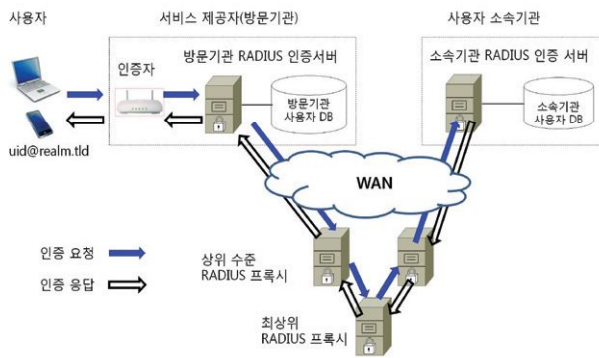 사용자
서비스 제공자(방문기관)
사용자 소속기관
방문기관 RADIUS 인증서버
소속기관 RADIUS 인증 서버
인증자
방문기관
사용자 DB
소속기관
사용자 DB
uid@realm.tld
WAN
인증 요청
인증 응답
상위 수준
RADIUS 프록시
최상위
RADIUS 프록시